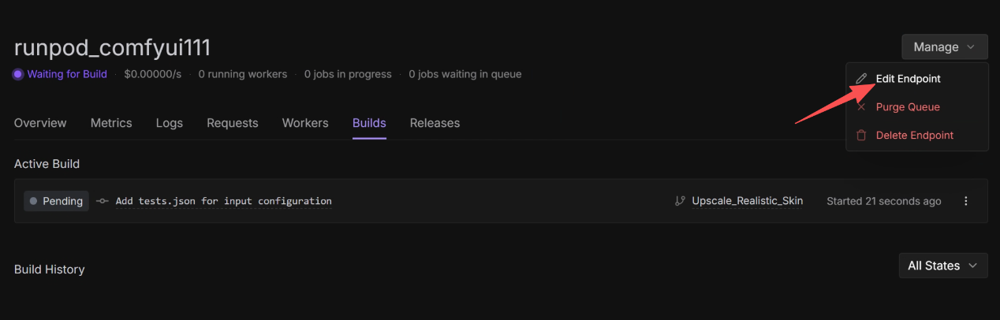 runpod_comfyui111
Manage
Waiting for Build · $0.00000/s · 0 running workers · 0 jobs in progress · 0 jobs waiting in queue
Edit Endpoint
Purge Queue
Delete Endpoint
Overview Metrics Logs Requests Workers Builds Releases
Active Build
Pending Add tests.json for input configuration Upscale_Realistic_Skin Started 21 seconds ago
Build History
All States